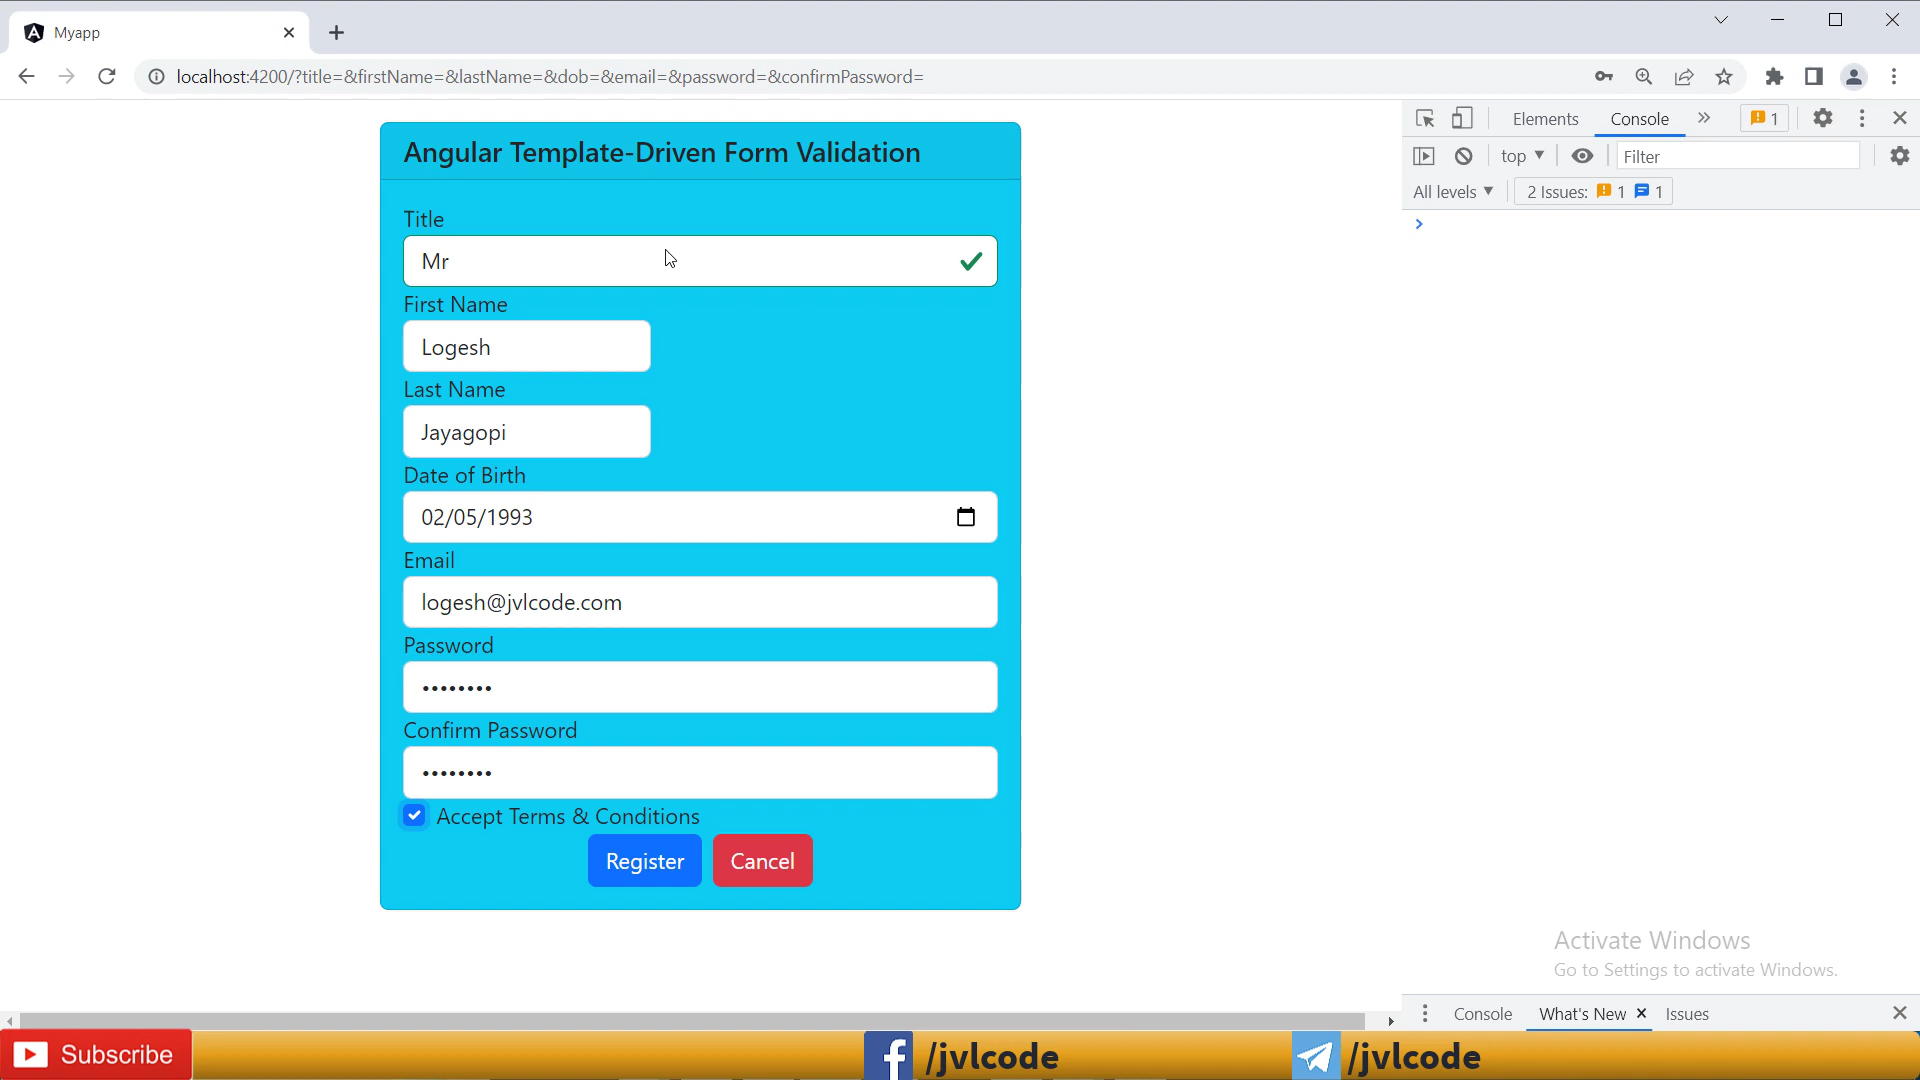 Myapp
localhost:4200/?title=&firstName=&lastName=&dob=&email=&password=&confirmPassword=
Elements Console 1
top Filter
All levels 2 Issues: 1 1
Angular Template-Driven Form Validation
Title
Mr
First Name
Logesh
Last Name
Jayagopi
Date of Birth
02/05/1993
Email
logesh@jvlcode.com
Password
••••••••
Confirm Password
••••••••
Accept Terms & Conditions
Register Cancel
Activate Windows
Go to Settings to activate Windows.
Console What's New Issues
Subscribe
/jvlcode
/jvlcode